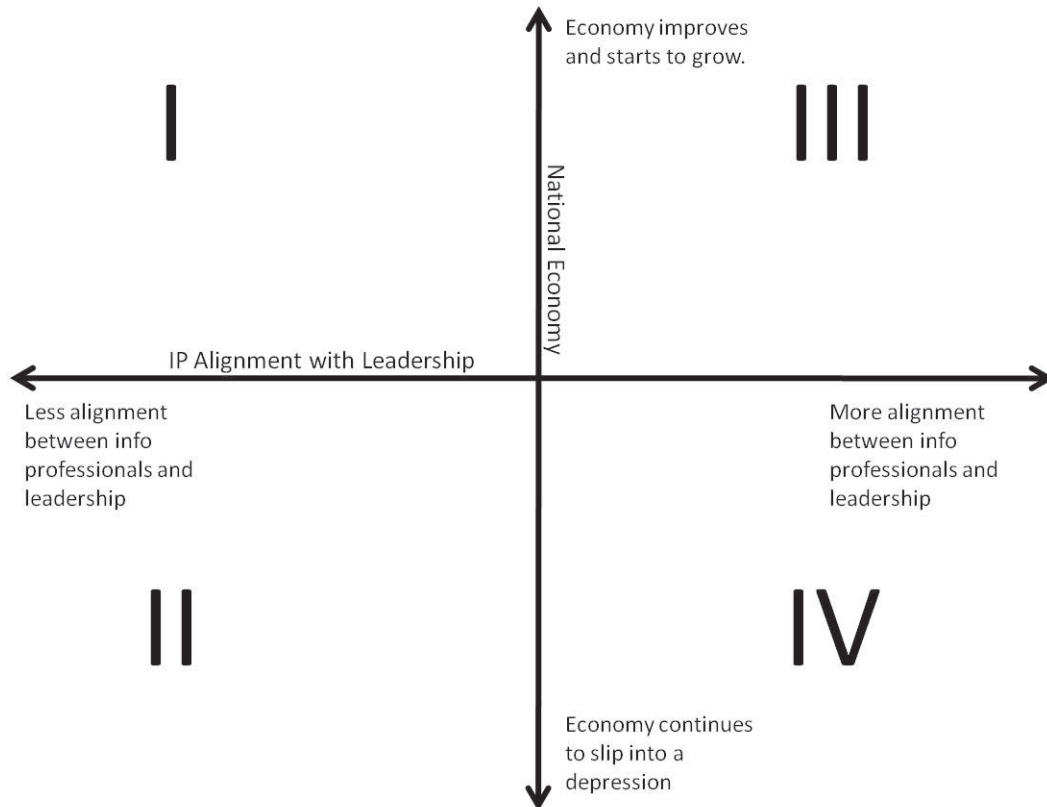 Economy improves
and starts to grow.
I
III
National Economy
IP Alignment with Leadership
Less alignment
between info
professionals and
leadership
More alignment
between info
professionals and
leadership
II
IV
Economy continues
to slip into a
depression